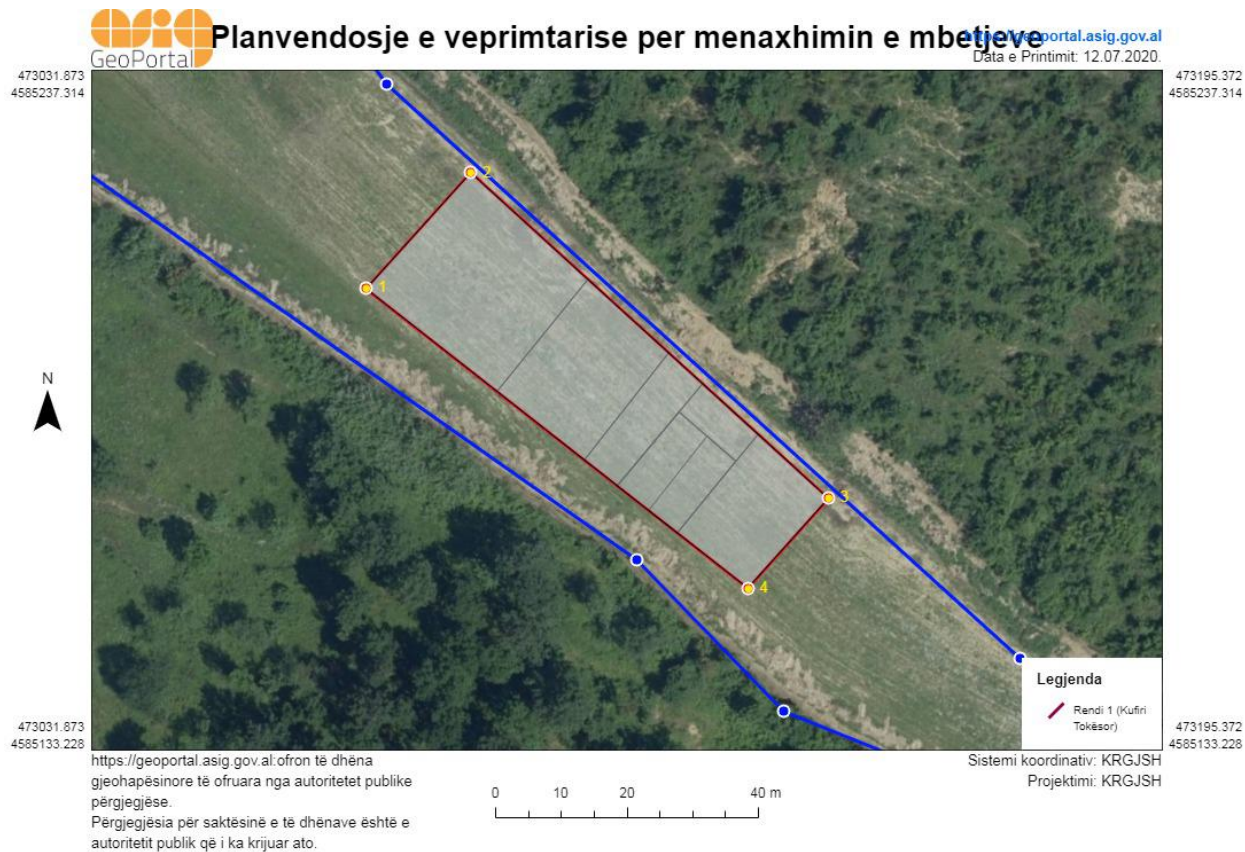 asig
GeoPortal
Planvendosje e veprimtarise per menaxhimin e mbetjeve
https://geoportal.asig.gov.al
Data e Printimit: 12.07.2020.
473031.873
4585237.314
473195.372
4585237.314
2
1
3
4
N
Legjenda
Rendi 1 (Kufiri
Tokësor)
473031.873
4585133.228
473195.372
4585133.228
https://geoportal.asig.gov.al:ofron të dhëna
gjeohapësinore të ofruara nga autoritetet publike
përgjegjëse.
Përgjegjësia për saktësinë e të dhënave është e
autoritetit publik që i ka krijuar ato.
0 10 20 40 m
Sistemi koordinativ: KRGJSH
Projektimi: KRGJSH